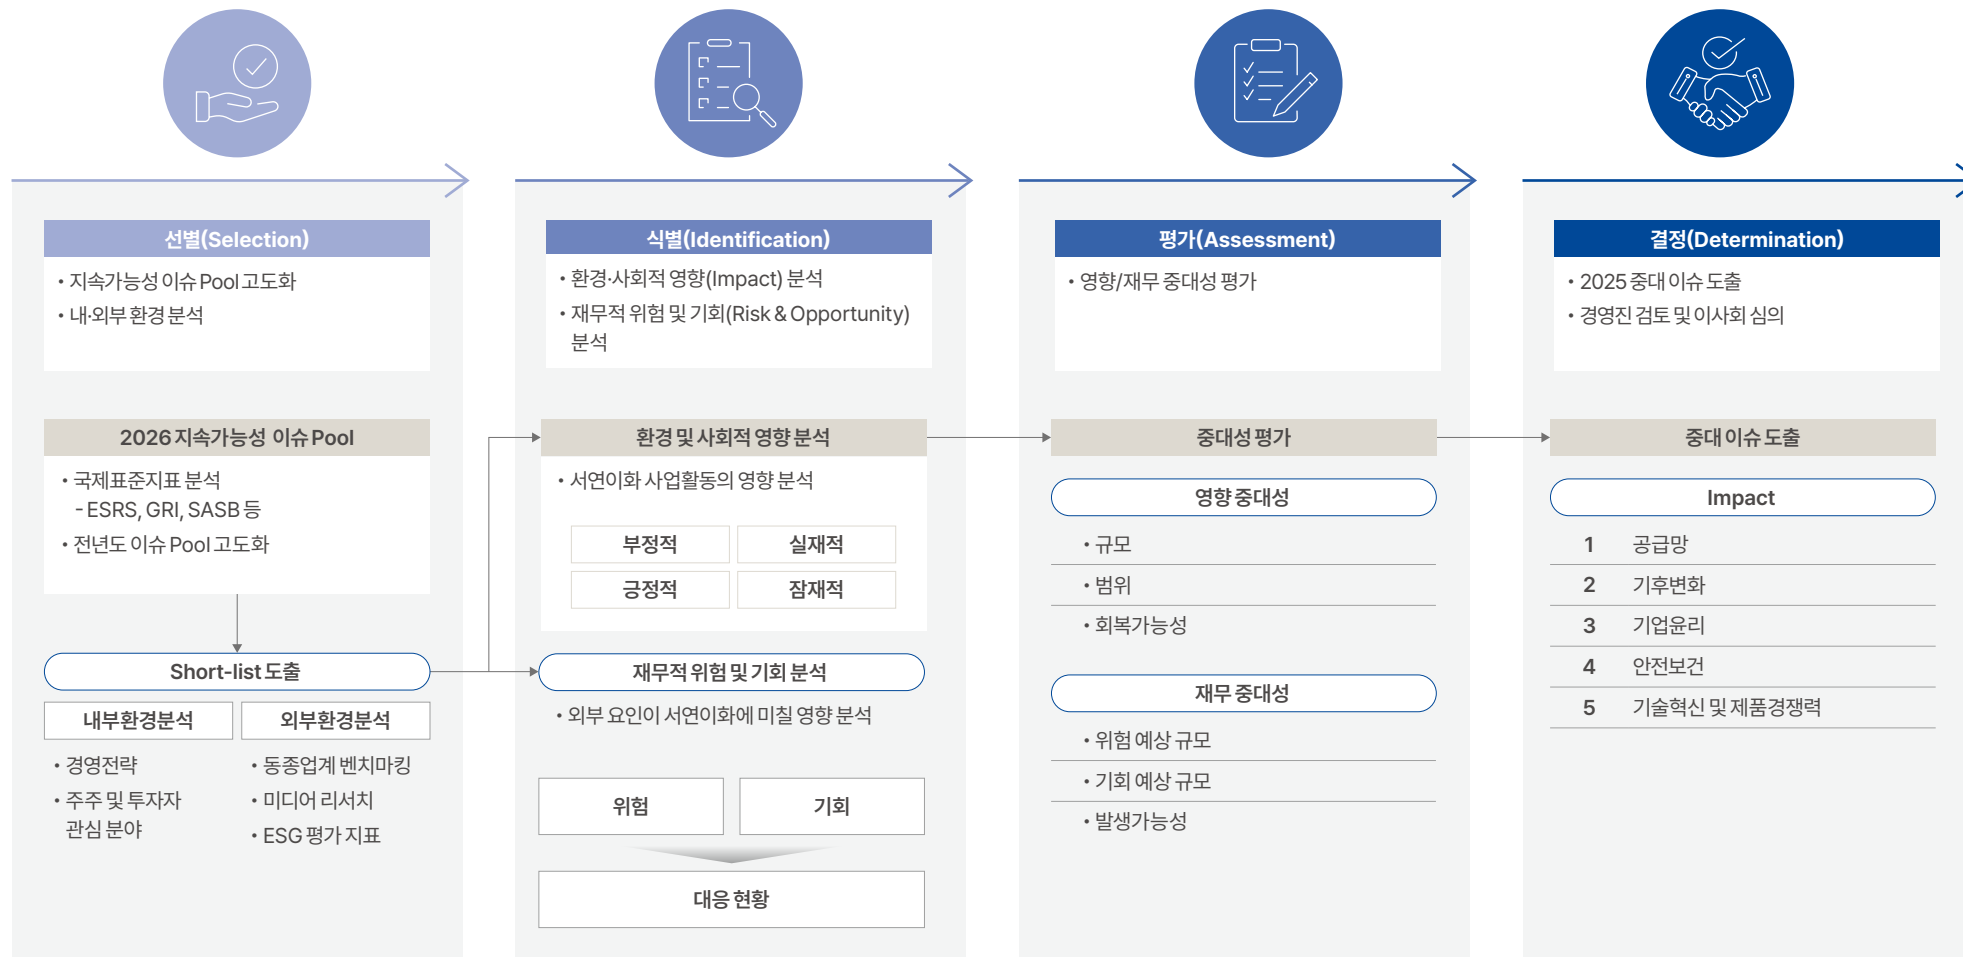 선별(Selection)
• 지속가능성 이슈 Pool 고도화
• 내·외부 환경 분석
2026 지속가능성 이슈 Pool
• 국제표준지표 분석
- ESRS, GRI, SASB 등
• 전년도 이슈 Pool 고도화
Short-list 도출
내부환경분석
• 경영전략
• 주주 및 투자자
관심 분야
외부환경분석
• 동종업계 벤치마킹
• 미디어 리서치
• ESG 평가 지표
식별(Identification)
• 환경·사회적 영향(Impact) 분석
• 재무적 위험 및 기회(Risk & Opportunity)
분석
환경 및 사회적 영향 분석
• 서연이화 사업활동의 영향 분석
부정적
실재적
긍정적
잠재적
재무적 위험 및 기회 분석
• 외부 요인이 서연이화에 미칠 영향 분석
위험
기회
대응 현황
평가(Assessment)
• 영향/재무 중대성 평가
중대성 평가
영향 중대성
• 규모
• 범위
• 회복가능성
재무 중대성
• 위험 예상 규모
• 기회 예상 규모
• 발생가능성
결정(Determination)
• 2025 중대 이슈 도출
• 경영진 검토 및 이사회 심의
중대 이슈 도출
Impact
1 공급망
2 기후변화
3 기업윤리
4 안전보건
5 기술혁신 및 제품경쟁력